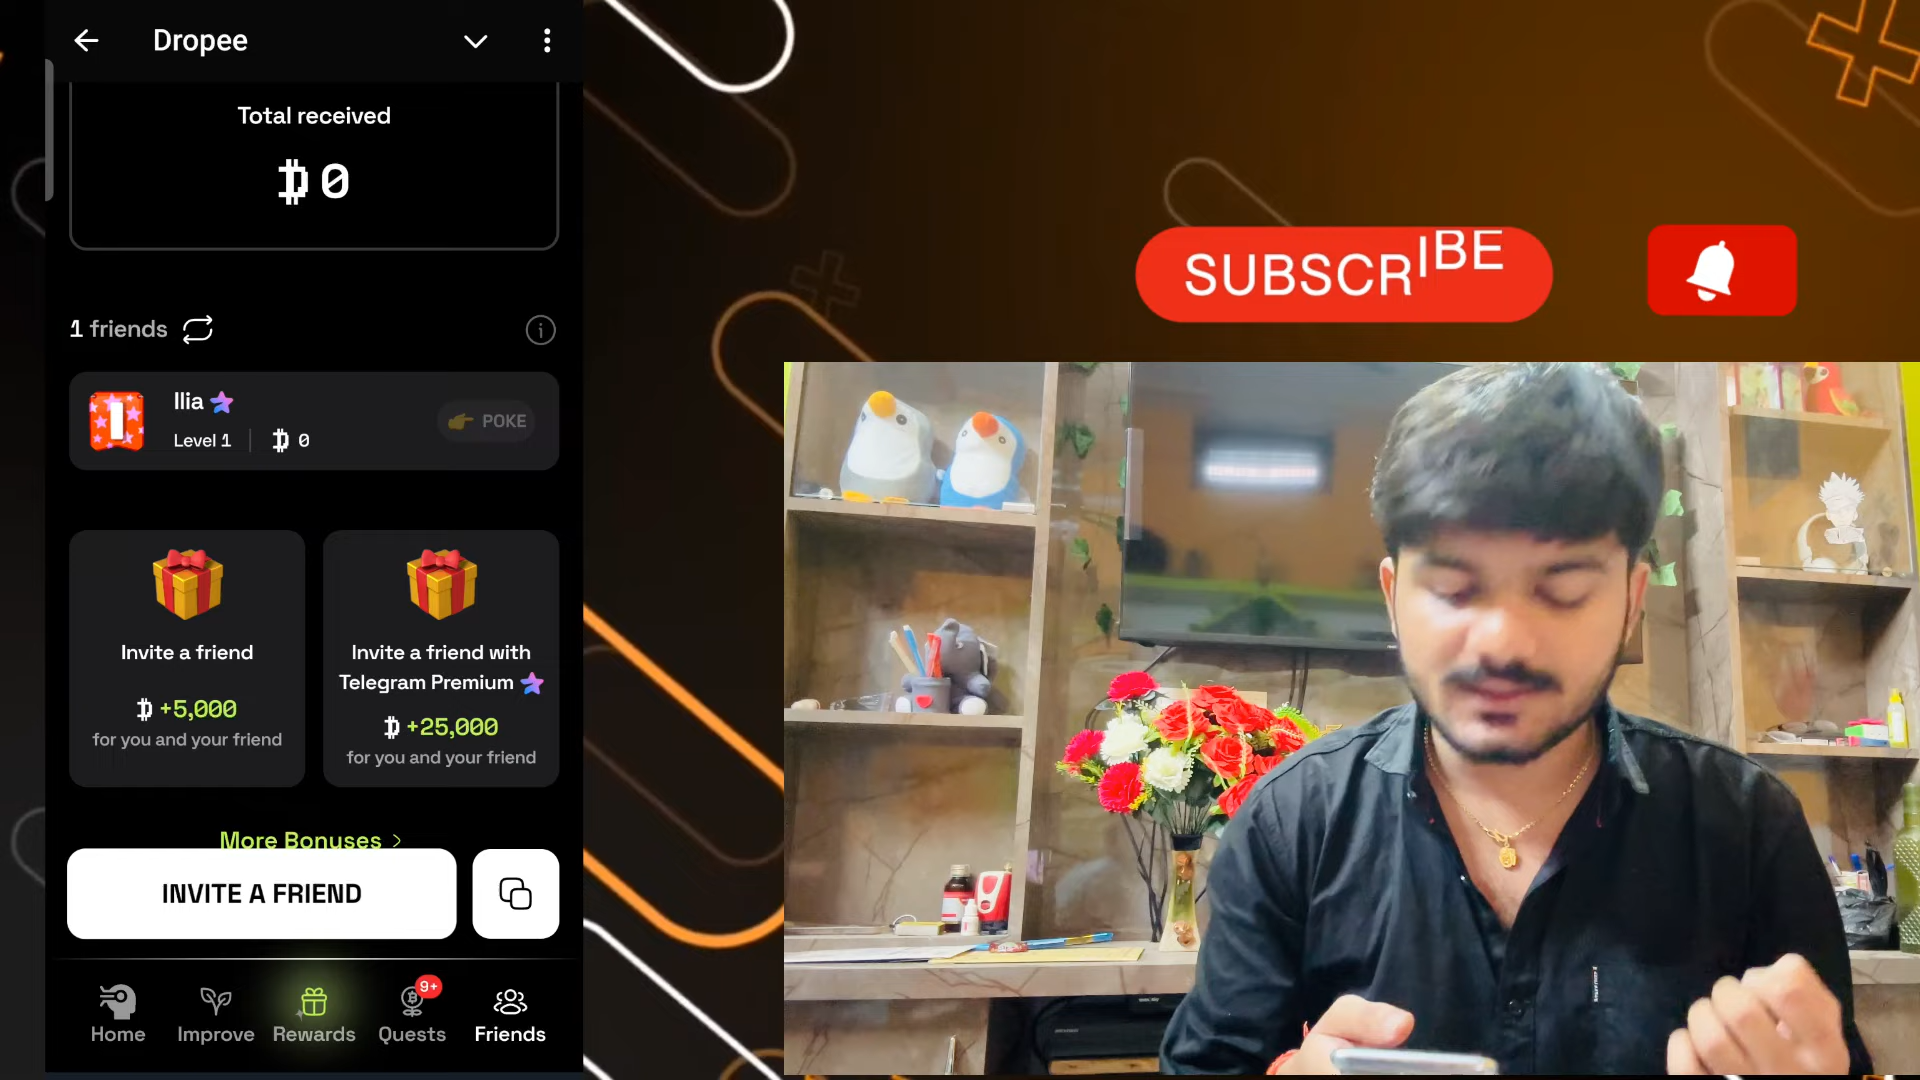 Dropee
Total received
0
1 friends
Ilia
Level 1
0
POKE
Invite a friend
+5,000
for you and your friend
Invite a friend with
Telegram Premium
+25,000
for you and your friend
More Bonuses >
INVITE A FRIEND
Home
Improve
Rewards
9+
Quests
Friends
SUBSCRIBE